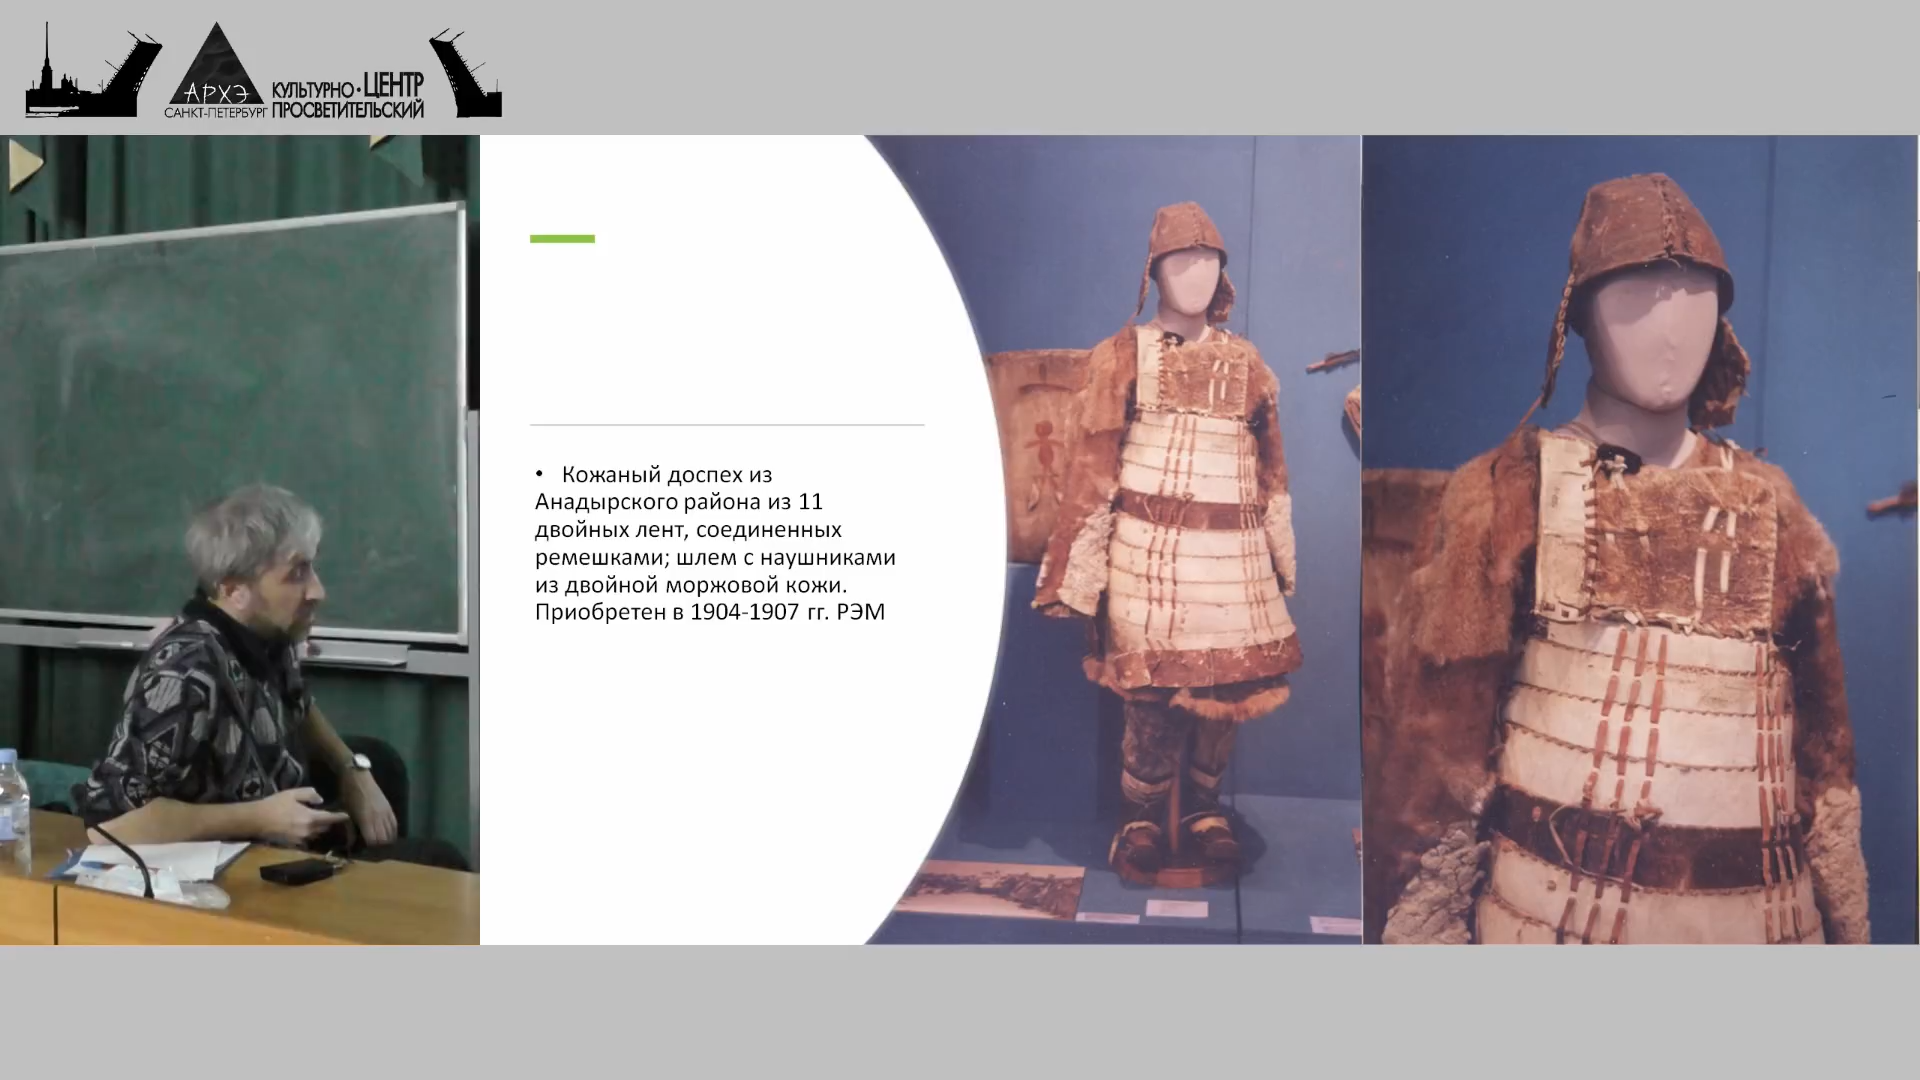 АРХЭ
САНКТ-ПЕТЕРБУРГ
КУЛЬТУРНО-ЦЕНТР
ПРОСВЕТИТЕЛЬСКИЙ
• Кожаный доспех из
Анадырского района из 11
двойных лент, соединенных
ремешками; шлем с наушниками
из двойной моржовой кожи.
Приобретен в 1904-1907 гг. РЭМ